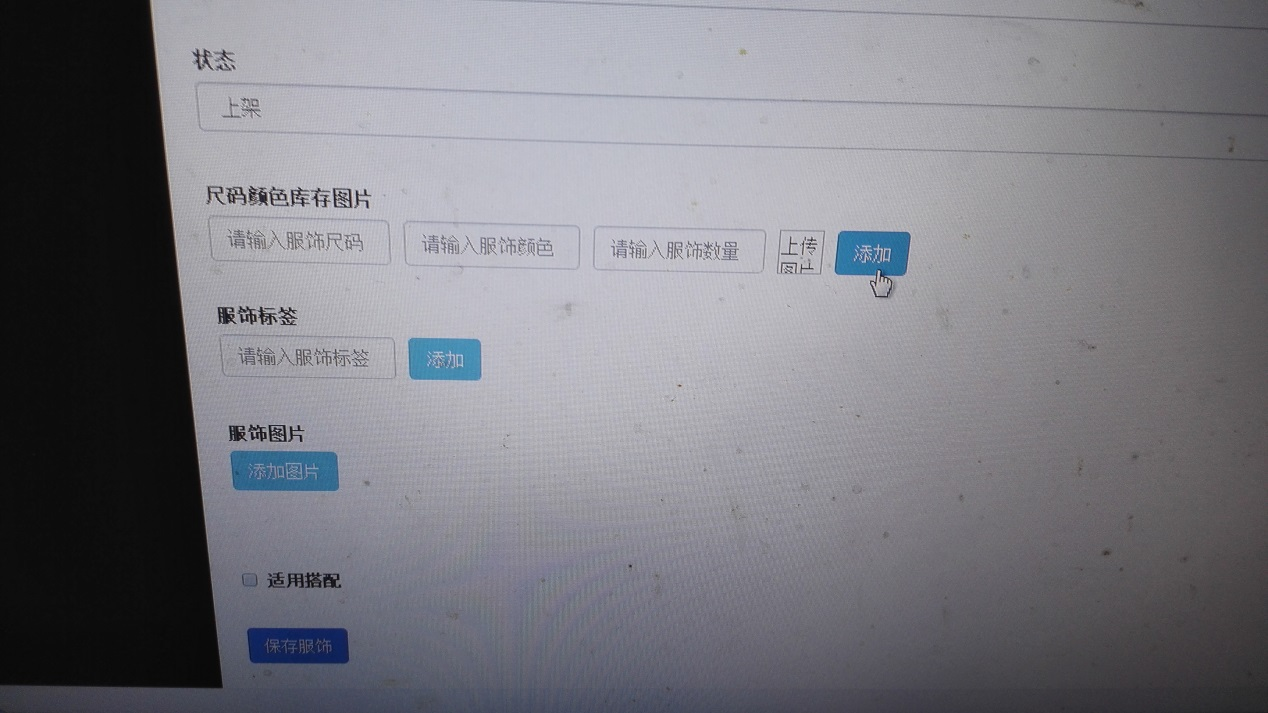 状态
上架
尺码颜色库存图片
请输入服饰尺码 请输入服饰颜色 请输入服饰数量 上传图片 添加
服饰标签
请输入服饰标签 添加
服饰图片
添加图片
适用搭配
保存服饰